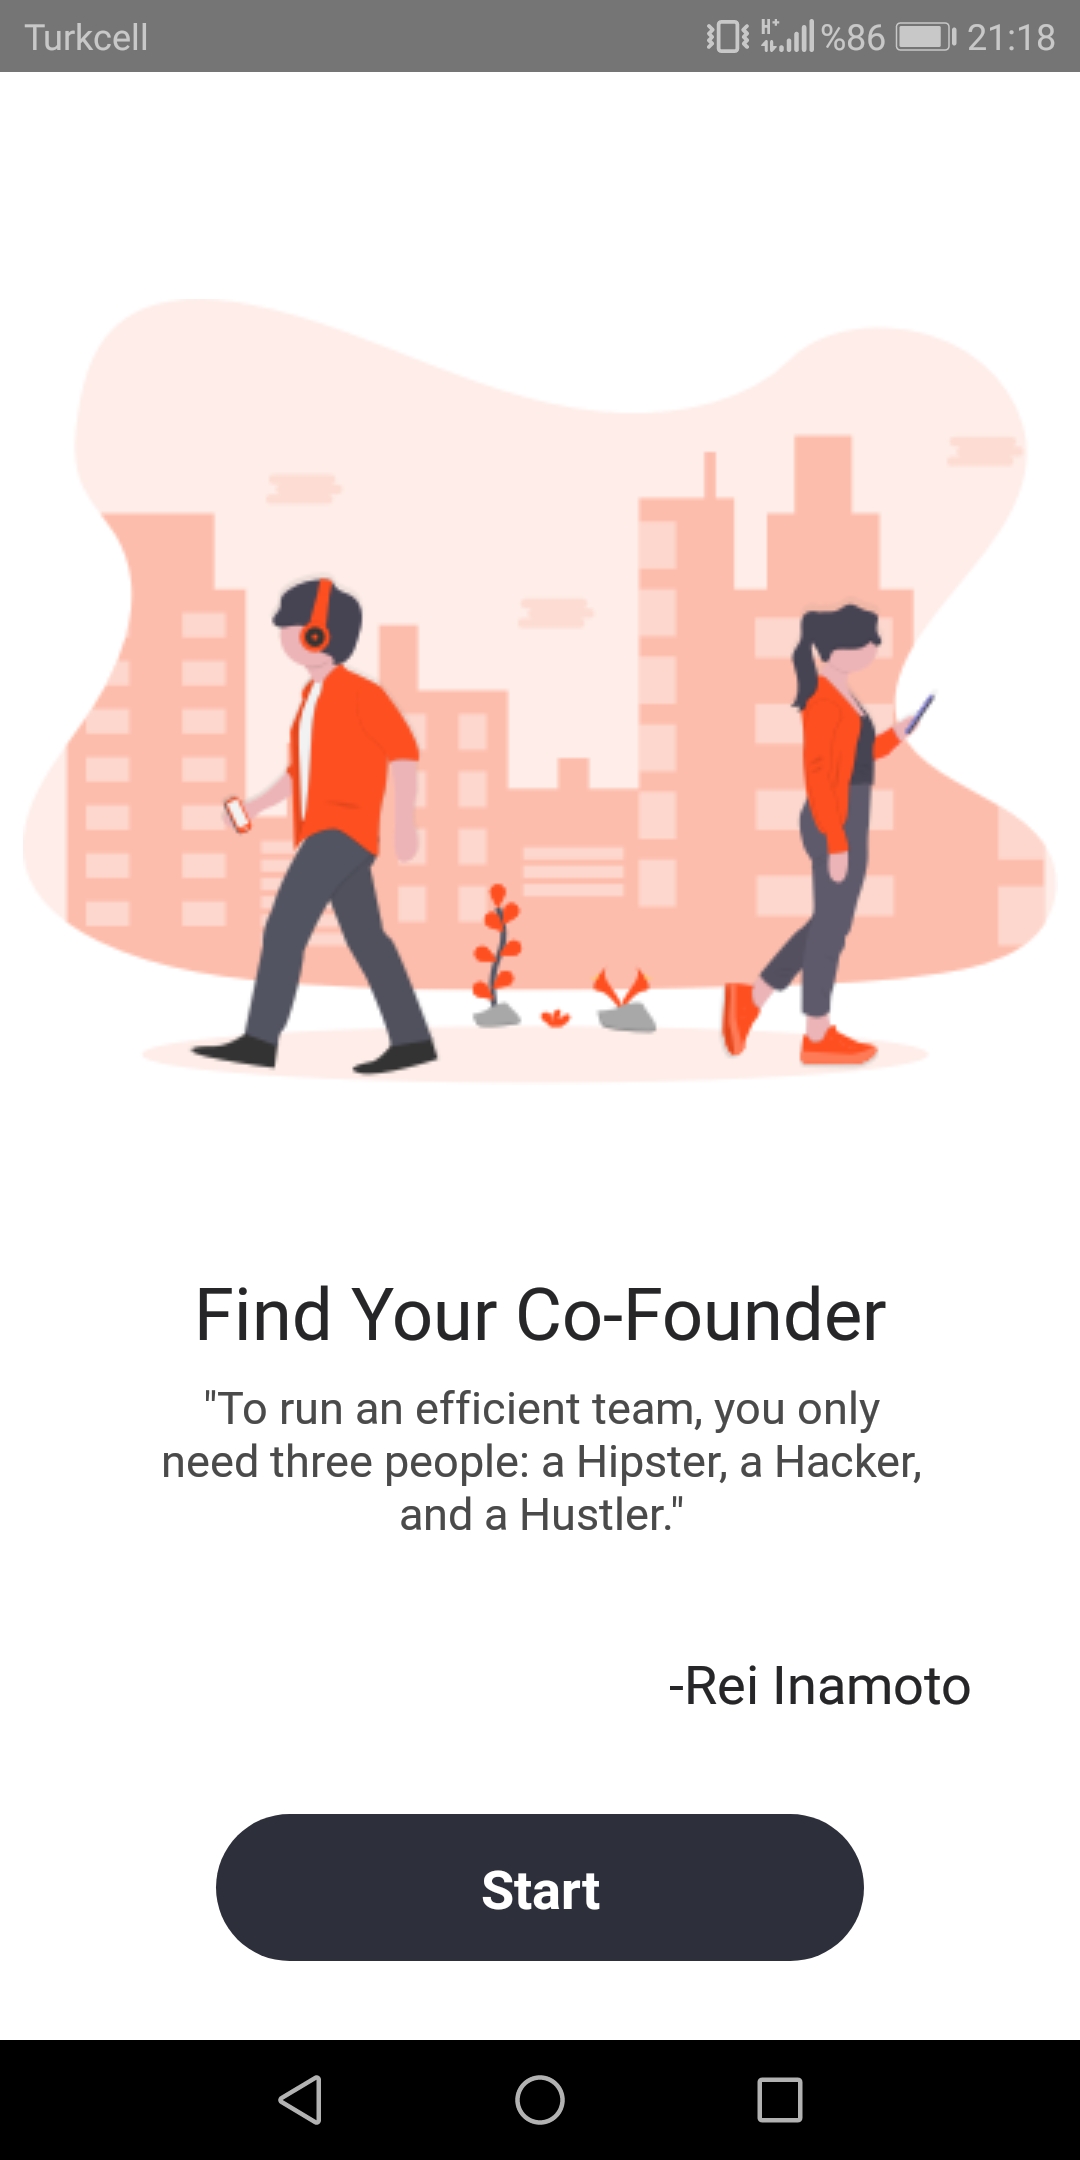 Turkcell H+ %86 21:18
Find Your Co-Founder
"To run an efficient team, you only
need three people: a Hipster, a Hacker,
and a Hustler."
-Rei Inamoto
Start